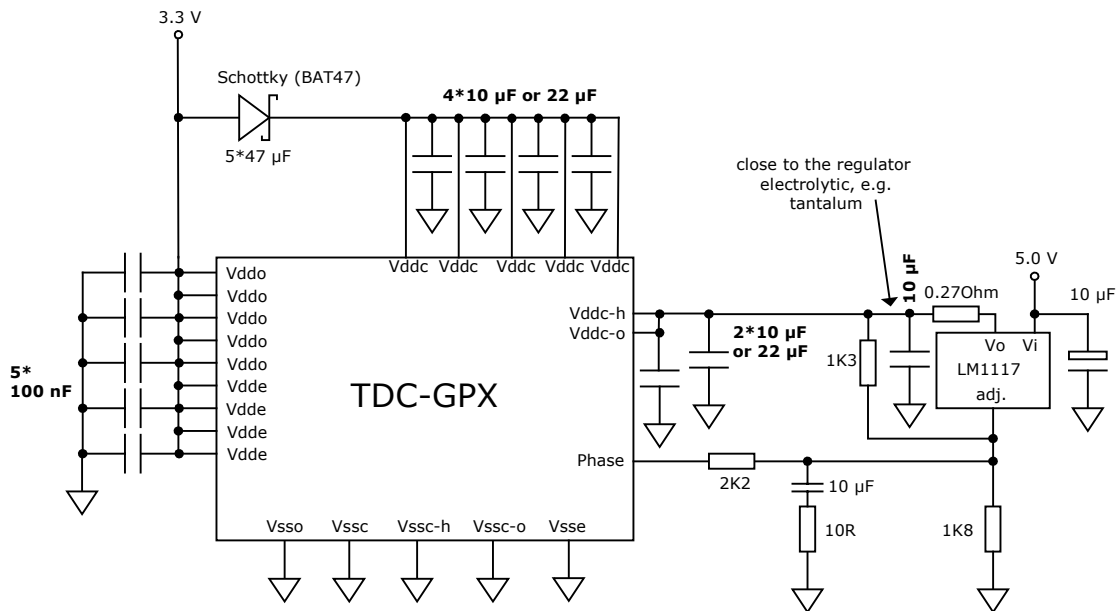 3.3 V
Schottky (BAT47)
5*47 µF
4*10 µF or 22 µF
close to the regulator
electrolytic, e.g.
tantalum
5.0 V
10 µF
10 µF
0.27Ohm
Vddo
Vddo
Vddo
Vddo
Vddo
Vdde
Vdde
Vdde
Vdde
5*
100 nF
Vddc
Vddc
Vddc
Vddc
Vddc
Vddc-h
Vddc-o
2*10 µF
or 22 µF
1K3
Vo
Vi
LM1117
adj.
TDC-GPX
Phase
2K2
10 µF
10R
1K8
Vsso
Vssc
Vssc-h
Vssc-o
Vsse